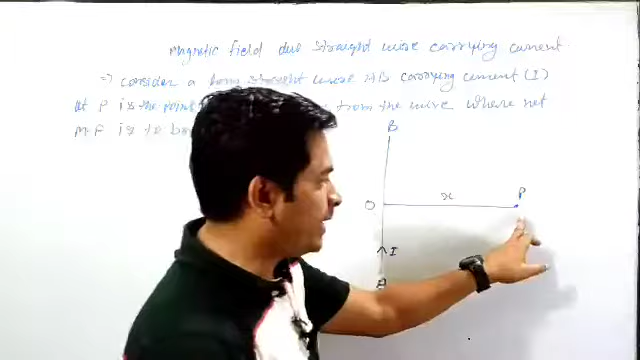 Magnetic field due straight wire carrying current.
⇒ consider a long straight wire AB carrying current (I)
let P is the point from the wire where net
M F is to be
B
O x P
I
A